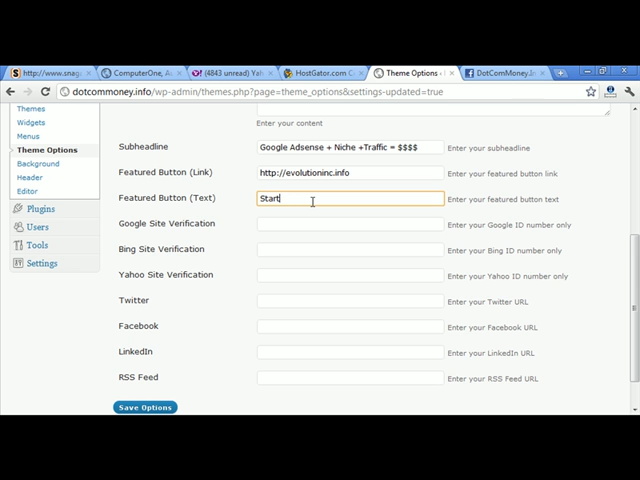 http://www.snag
ComputerOne, A
(4843 unread) Yah
HostGator.com C
Theme Options ‹
DotComMoney.In
dotcommoney.info/wp-admin/themes.php?page=theme_options&settings-updated=true
Themes
Widgets
Menus
Theme Options
Background
Header
Editor
Plugins
Users
Tools
Settings
Enter your content
Subheadline Google Adsense + Niche +Traffic = $$$$ Enter your subheadline
Featured Button (Link) http://evolutioninc.info Enter your featured button link
Featured Button (Text) Start Enter your featured button text
Google Site Verification Enter your Google ID number only
Bing Site Verification Enter your Bing ID number only
Yahoo Site Verification Enter your Yahoo ID number only
Twitter Enter your Twitter URL
Facebook Enter your Facebook URL
LinkedIn Enter your LinkedIn URL
RSS Feed Enter your RSS Feed URL
Save Options